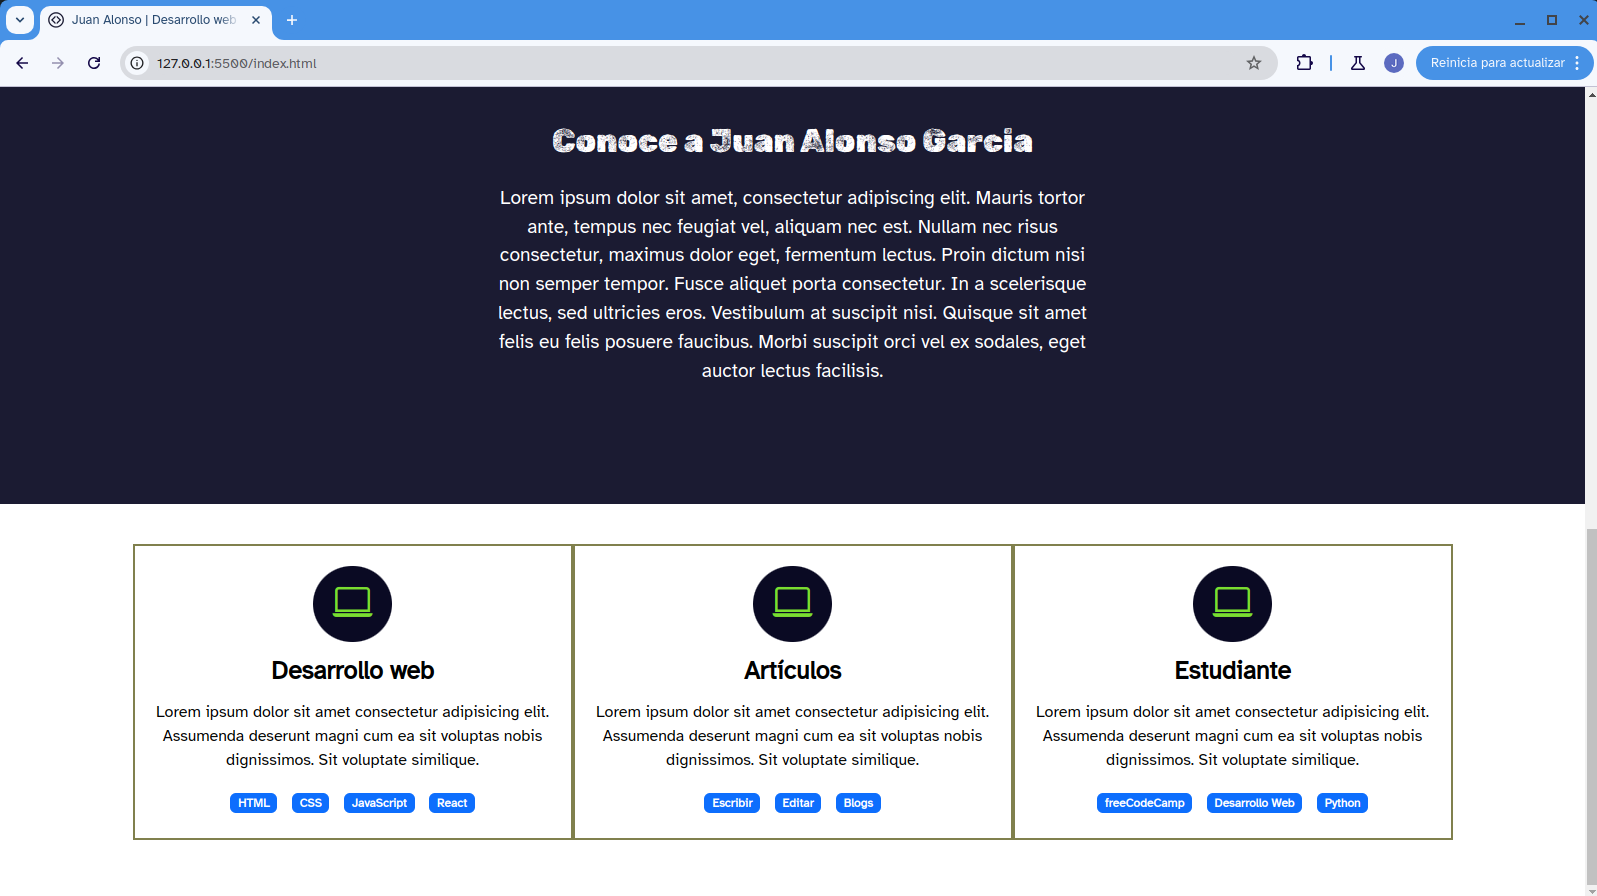 Juan Alonso | Desarrollo web
127.0.0.1:5500/index.html
J
Reinicia para actualizar
Conoce a Juan Alonso Garcia
Lorem ipsum dolor sit amet, consectetur adipiscing elit. Mauris tortor
ante, tempus nec feugiat vel, aliquam nec est. Nullam nec risus
consectetur, maximus dolor eget, fermentum lectus. Proin dictum nisi
non semper tempor. Fusce aliquet porta consectetur. In a scelerisque
lectus, sed ultricies eros. Vestibulum at suscipit nisi. Quisque sit amet
felis eu felis posuere faucibus. Morbi suscipit orci vel ex sodales, eget
auctor lectus facilisis.
Desarrollo web
Lorem ipsum dolor sit amet consectetur adipisicing elit.
Assumenda deserunt magni cum ea sit voluptas nobis
dignissimos. Sit voluptate similique.
HTML CSS JavaScript React
Artículos
Lorem ipsum dolor sit amet consectetur adipisicing elit.
Assumenda deserunt magni cum ea sit voluptas nobis
dignissimos. Sit voluptate similique.
Escribir Editar Blogs
Estudiante
Lorem ipsum dolor sit amet consectetur adipisicing elit.
Assumenda deserunt magni cum ea sit voluptas nobis
dignissimos. Sit voluptate similique.
freeCodeCamp Desarrollo Web Python